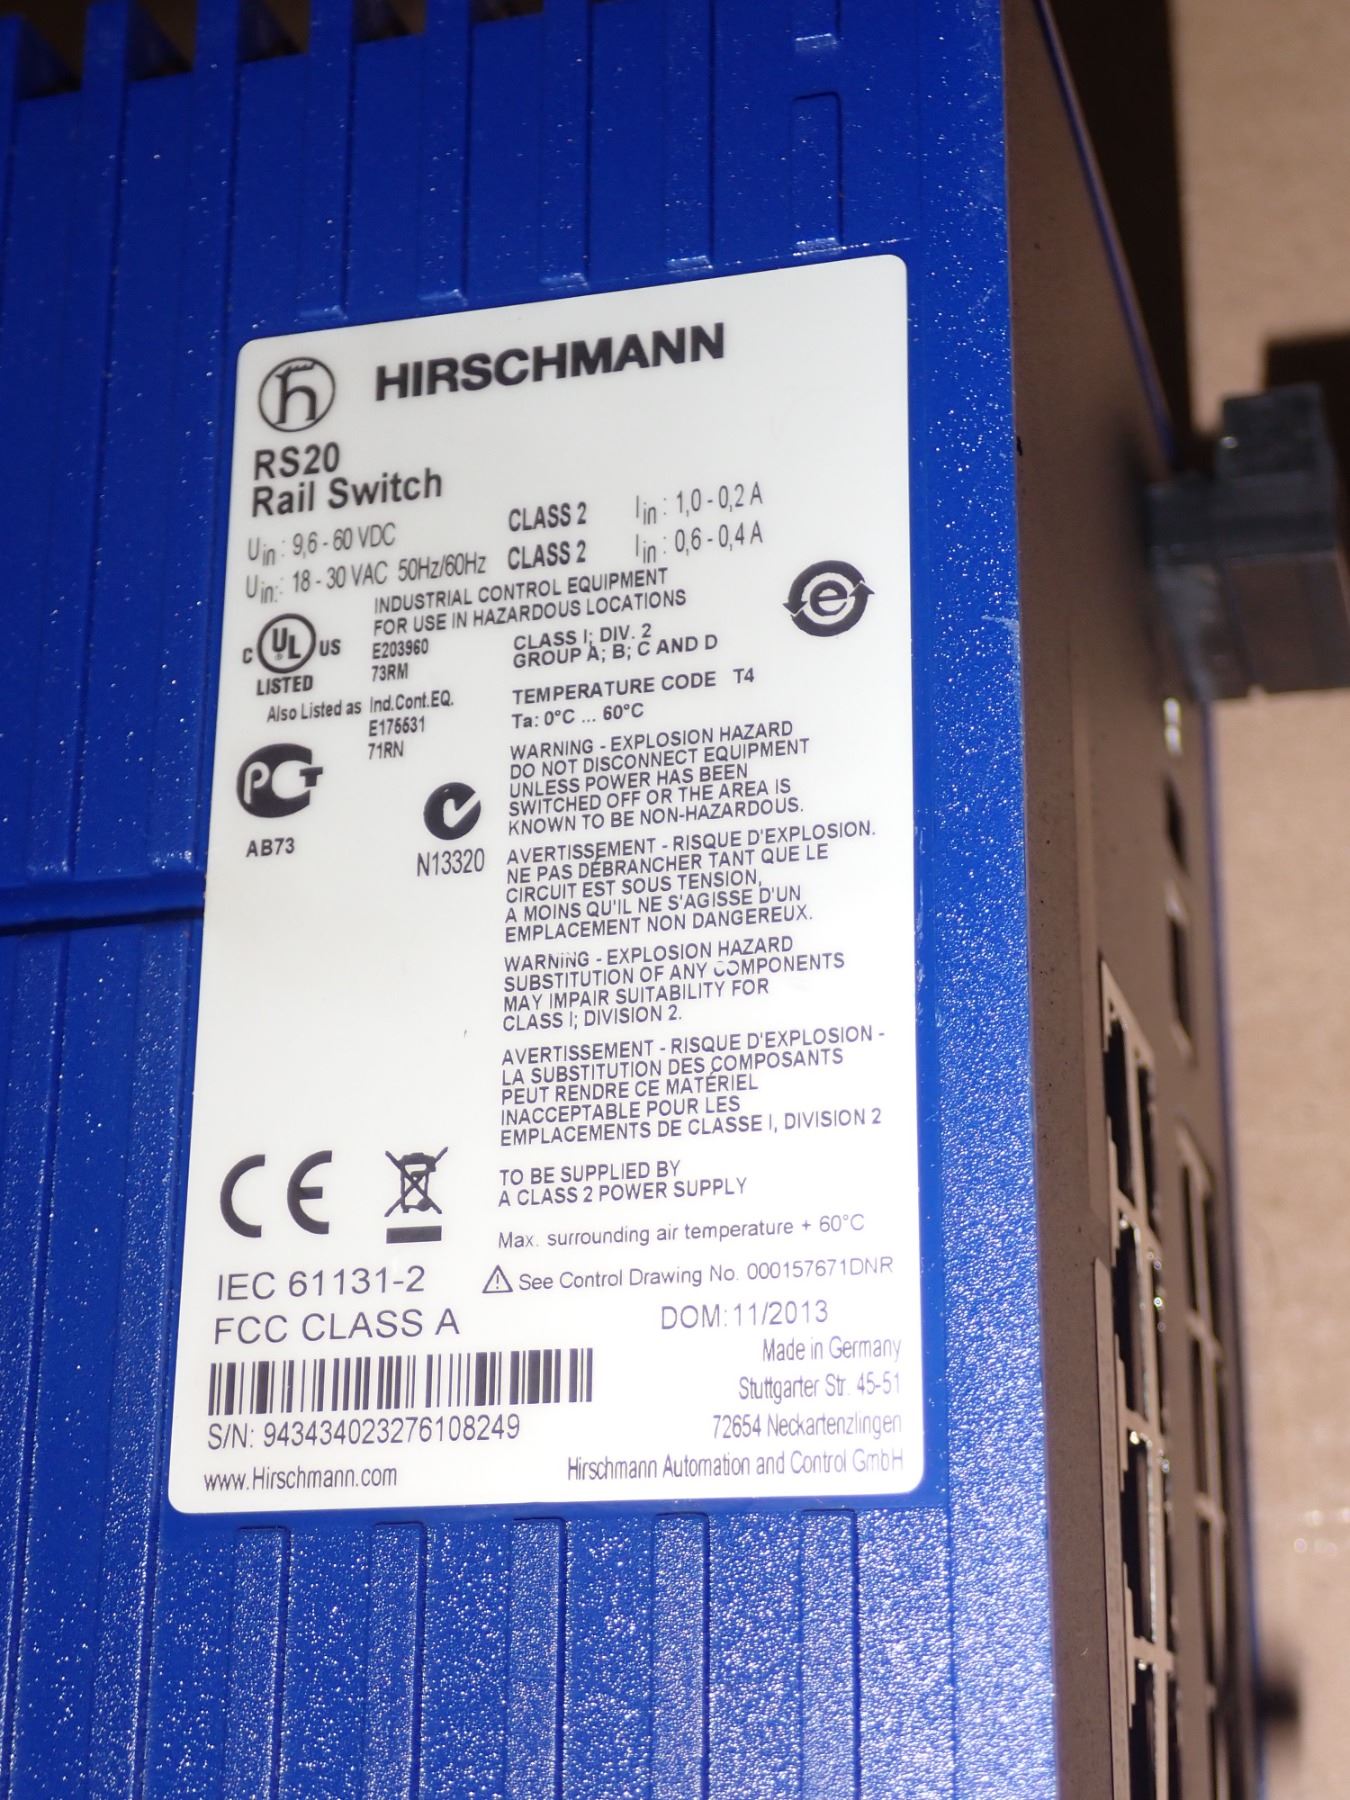 HIRSCHMANN
RS20
Rail Switch
Uin : 9,6 - 60 VDC CLASS 2 Iin : 1,0 - 0,2 A
Uin : 18 - 30 VAC 50Hz/60Hz CLASS 2 Iin : 0,6 - 0,4 A
INDUSTRIAL CONTROL EQUIPMENT
FOR USE IN HAZARDOUS LOCATIONS
C UL US
LISTED
E203960
73RM
CLASS I; DIV. 2
GROUP A; B; C AND D
Also Listed as Ind.Cont.EQ.
E175531
71RN
TEMPERATURE CODE T4
Ta: 0°C ... 60°C
AB73
N13320
WARNING - EXPLOSION HAZARD
DO NOT DISCONNECT EQUIPMENT
UNLESS POWER HAS BEEN
SWITCHED OFF OR THE AREA IS
KNOWN TO BE NON-HAZARDOUS.
AVERTISSEMENT - RISQUE D'EXPLOSION.
NE PAS DÉBRANCHER TANT QUE LE
CIRCUIT EST SOUS TENSION,
A MOINS QU'IL NE S'AGISSE D'UN
EMPLACEMENT NON DANGEREUX.
WARNING - EXPLOSION HAZARD
SUBSTITUTION OF ANY COMPONENTS
MAY IMPAIR SUITABILITY FOR
CLASS I; DIVISION 2.
AVERTISSEMENT - RISQUE D'EXPLOSION -
LA SUBSTITUTION DES COMPOSANTS
PEUT RENDRE CE MATÉRIEL
INACCEPTABLE POUR LES
EMPLACEMENTS DE CLASSE I, DIVISION 2
TO BE SUPPLIED BY
A CLASS 2 POWER SUPPLY
Max. surrounding air temperature + 60°C
CE
IEC 61131-2
FCC CLASS A
See Control Drawing No. 000157671DNR
DOM: 11/2013
Made in Germany
Stuttgarter Str. 45-51
72654 Neckartenzlingen
Hirschmann Automation and Control GmbH
S/N: 943434023276108249
www.Hirschmann.com